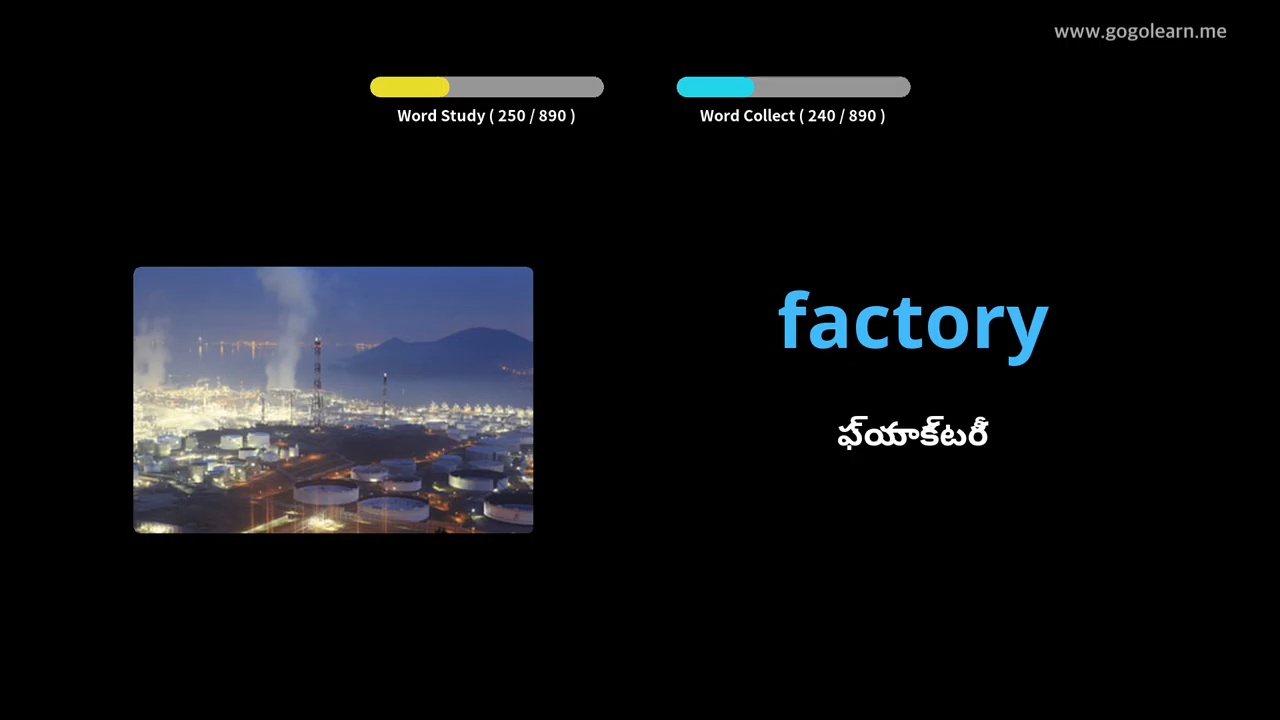 www.gogolearn.me
Word Study ( 250 / 890 )
Word Collect ( 240 / 890 )
factory
ఫ్‌యాక్‌టరీ